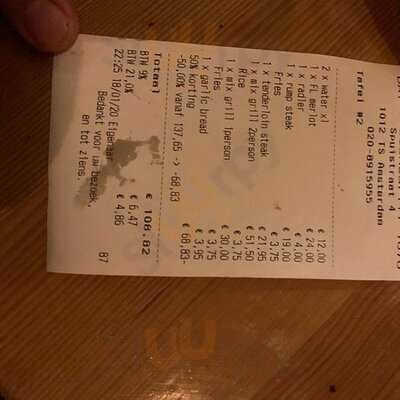 Spuistraat 4
1012 TS Amsterdam
020-8915955
Tafel #2
2 x water xl € 12,00
1 x FL merlot € 24,00
1 x radler € 4,00
1 x rump steak € 19,00
Fries € 3,75
1 x tenderloin steak € 21,95
1 x mix grill 2person € 51,50
Rice € 3,75
1 x mix grill 1person € 30,00
Fries € 3,75
1 x garlic bread € 3,95
50% korting € 68,83-
-50,00% vanaf 137,65 -> -68,83
Totaal € 108.82
BTW 9% € 6,47
BTW 21,0% € 4,86
22:25 18/01/20 Eigenaar 87
Bedankt voor uw bezoek,
en tot ziens.